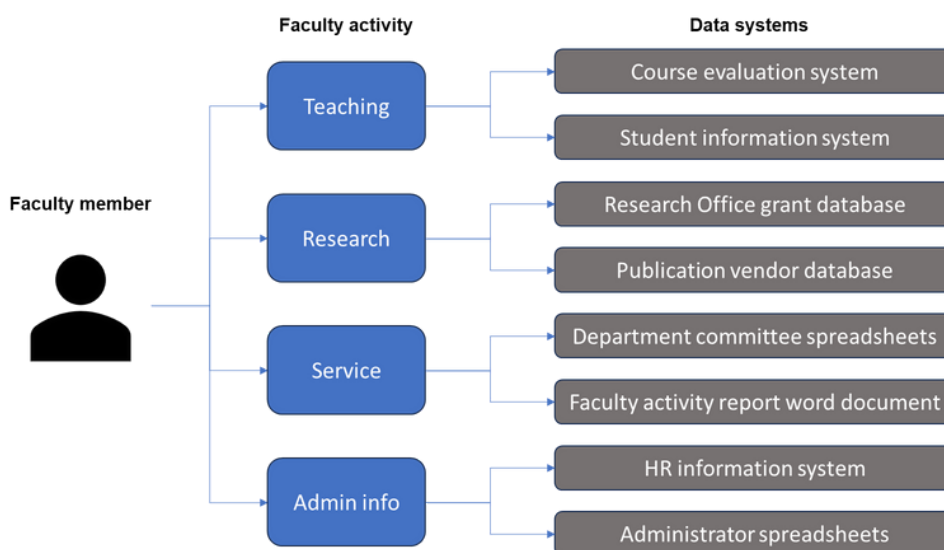 Faculty activity
Data systems
Faculty member
Teaching
Course evaluation system
Student information system
Research
Research Office grant database
Publication vendor database
Service
Department committee spreadsheets
Faculty activity report word document
Admin info
HR information system
Administrator spreadsheets